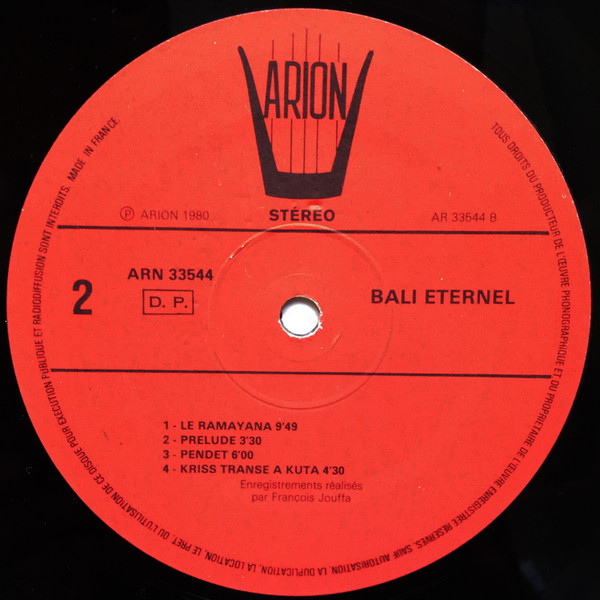 ARION
℗ ARION 1980
STÉREO
AR 33544 B
2
ARN 33544
D. P.
BALI ETERNEL
1 - LE RAMAYANA 9'49
2 - PRELUDE 3'30
3 - PENDET 6'00
4 - KRISS TRANSE A KUTA 4'30
Enregistrements réalisés
par François Jouffa
TOUS DROITS DU PRODUCTEUR DE L'ŒUVRE PHONOGRAPHIQUE ET DU PROPRIETAIRE DE L'ŒUVRE ENREGISTREE RESERVES. SAUF AUTORISATION, LA DUPLICATION, LA LOCATION, LE PRET, OU L'UTILISATION DE CE DISQUE POUR EXECUTION PUBLIQUE ET RADIODIFFUSION SONT INTERDITS. MADE IN FRANCE